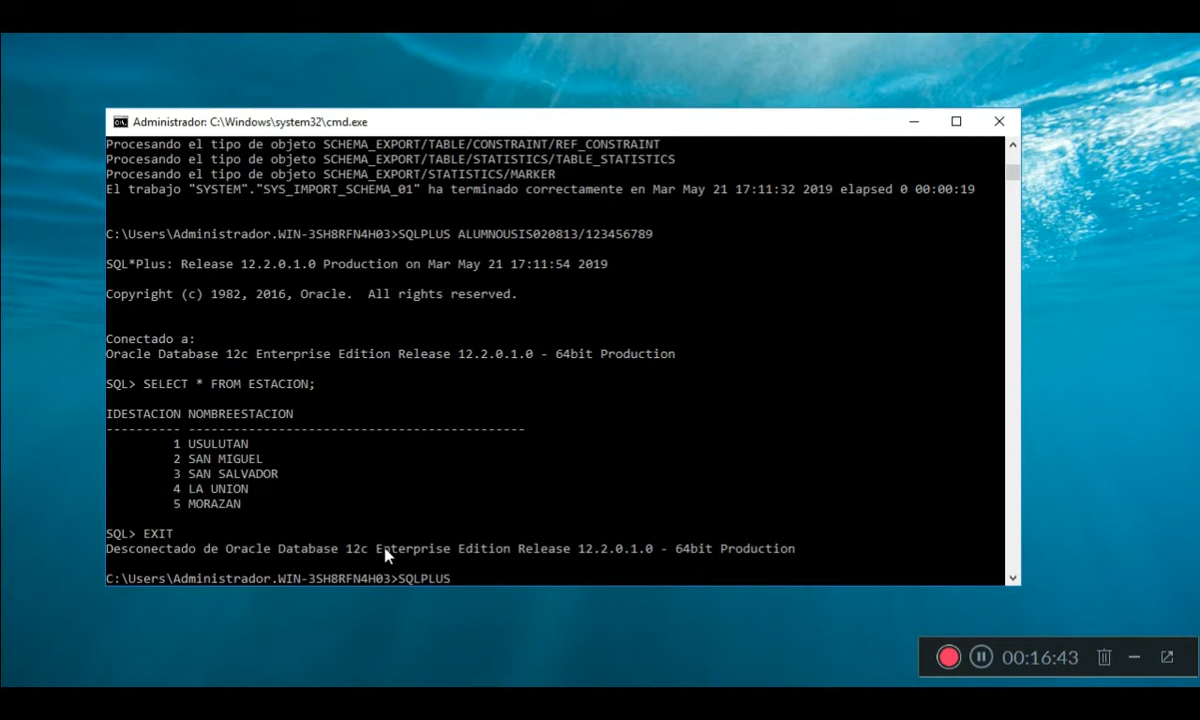 Administrador: C:\Windows\system32\cmd.exe
Procesando el tipo de objeto SCHEMA_EXPORT/TABLE/CONSTRAINT/REF_CONSTRAINT
Procesando el tipo de objeto SCHEMA_EXPORT/TABLE/STATISTICS/TABLE_STATISTICS
Procesando el tipo de objeto SCHEMA_EXPORT/STATISTICS/MARKER
El trabajo "SYSTEM"."SYS_IMPORT_SCHEMA_01" ha terminado correctamente en Mar May 21 17:11:32 2019 elapsed 0 00:00:19
C:\Users\Administrador.WIN-3SH8RFN4H03>SQLPLUS ALUMNOUSIS020813/123456789
SQL*Plus: Release 12.2.0.1.0 Production on Mar May 21 17:11:54 2019
Copyright (c) 1982, 2016, Oracle.  All rights reserved.
Conectado a:
Oracle Database 12c Enterprise Edition Release 12.2.0.1.0 - 64bit Production
SQL> SELECT * FROM ESTACION;
IDESTACION NOMBREESTACION
---------- ---------------------------------------------
1 USULUTAN
2 SAN MIGUEL
3 SAN SALVADOR
4 LA UNION
5 MORAZAN
SQL> EXIT
Desconectado de Oracle Database 12c Enterprise Edition Release 12.2.0.1.0 - 64bit Production
C:\Users\Administrador.WIN-3SH8RFN4H03>SQLPLUS
00:16:43